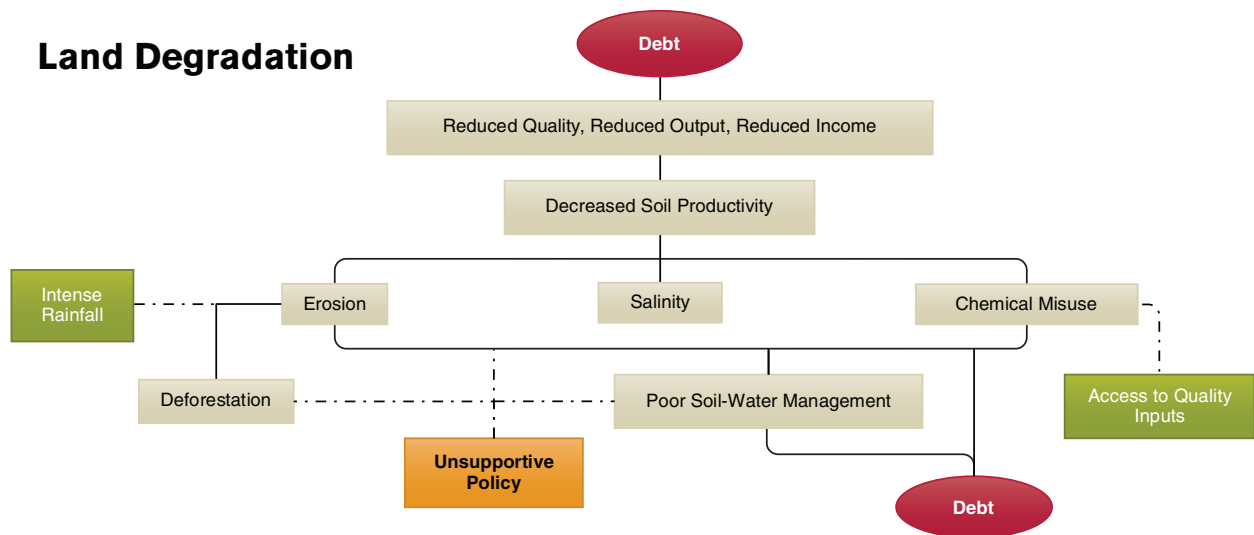 Land Degradation
Debt
Reduced Quality, Reduced Output, Reduced Income
Decreased Soil Productivity
Intense
Rainfall
Erosion
Salinity
Chemical Misuse
Deforestation
Poor Soil-Water Management
Access to Quality
Inputs
Unsupportive
Policy
Debt